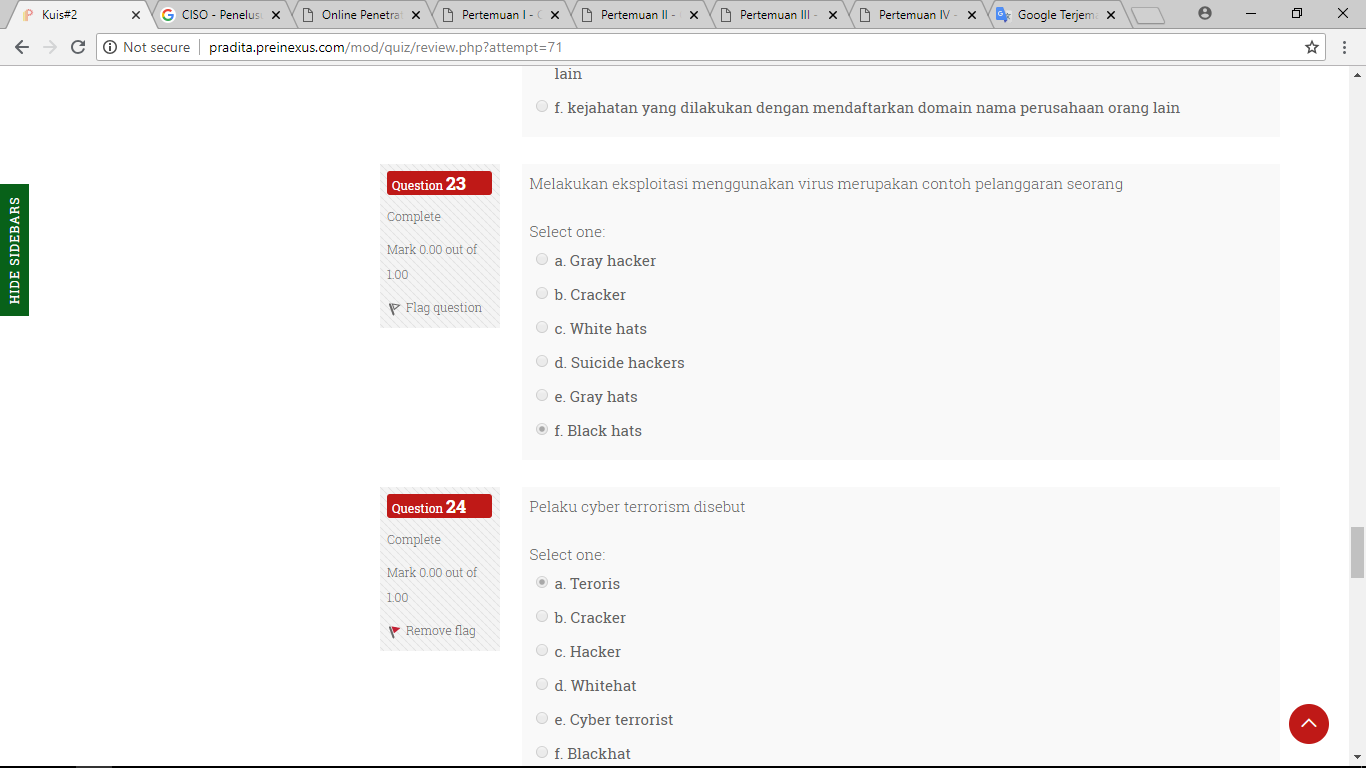 Kuis#2
CISO - Penelus
Online Penetrat
Pertemuan I -
Pertemuan II -
Pertemuan III -
Pertemuan IV -
Google Terjem
Not secure
pradita.preinexus.com/mod/quiz/review.php?attempt=71
HIDE SIDEBARS
lain
f. kejahatan yang dilakukan dengan mendaftarkan domain nama perusahaan orang lain
Question 23
Complete
Mark 0.00 out of
1.00
Flag question
Melakukan eksploitasi menggunakan virus merupakan contoh pelanggaran seorang
Select one:
a. Gray hacker
b. Cracker
c. White hats
d. Suicide hackers
e. Gray hats
f. Black hats
Question 24
Complete
Mark 0.00 out of
1.00
Remove flag
Pelaku cyber terrorism disebut
Select one:
a. Teroris
b. Cracker
c. Hacker
d. Whitehat
e. Cyber terrorist
f. Blackhat